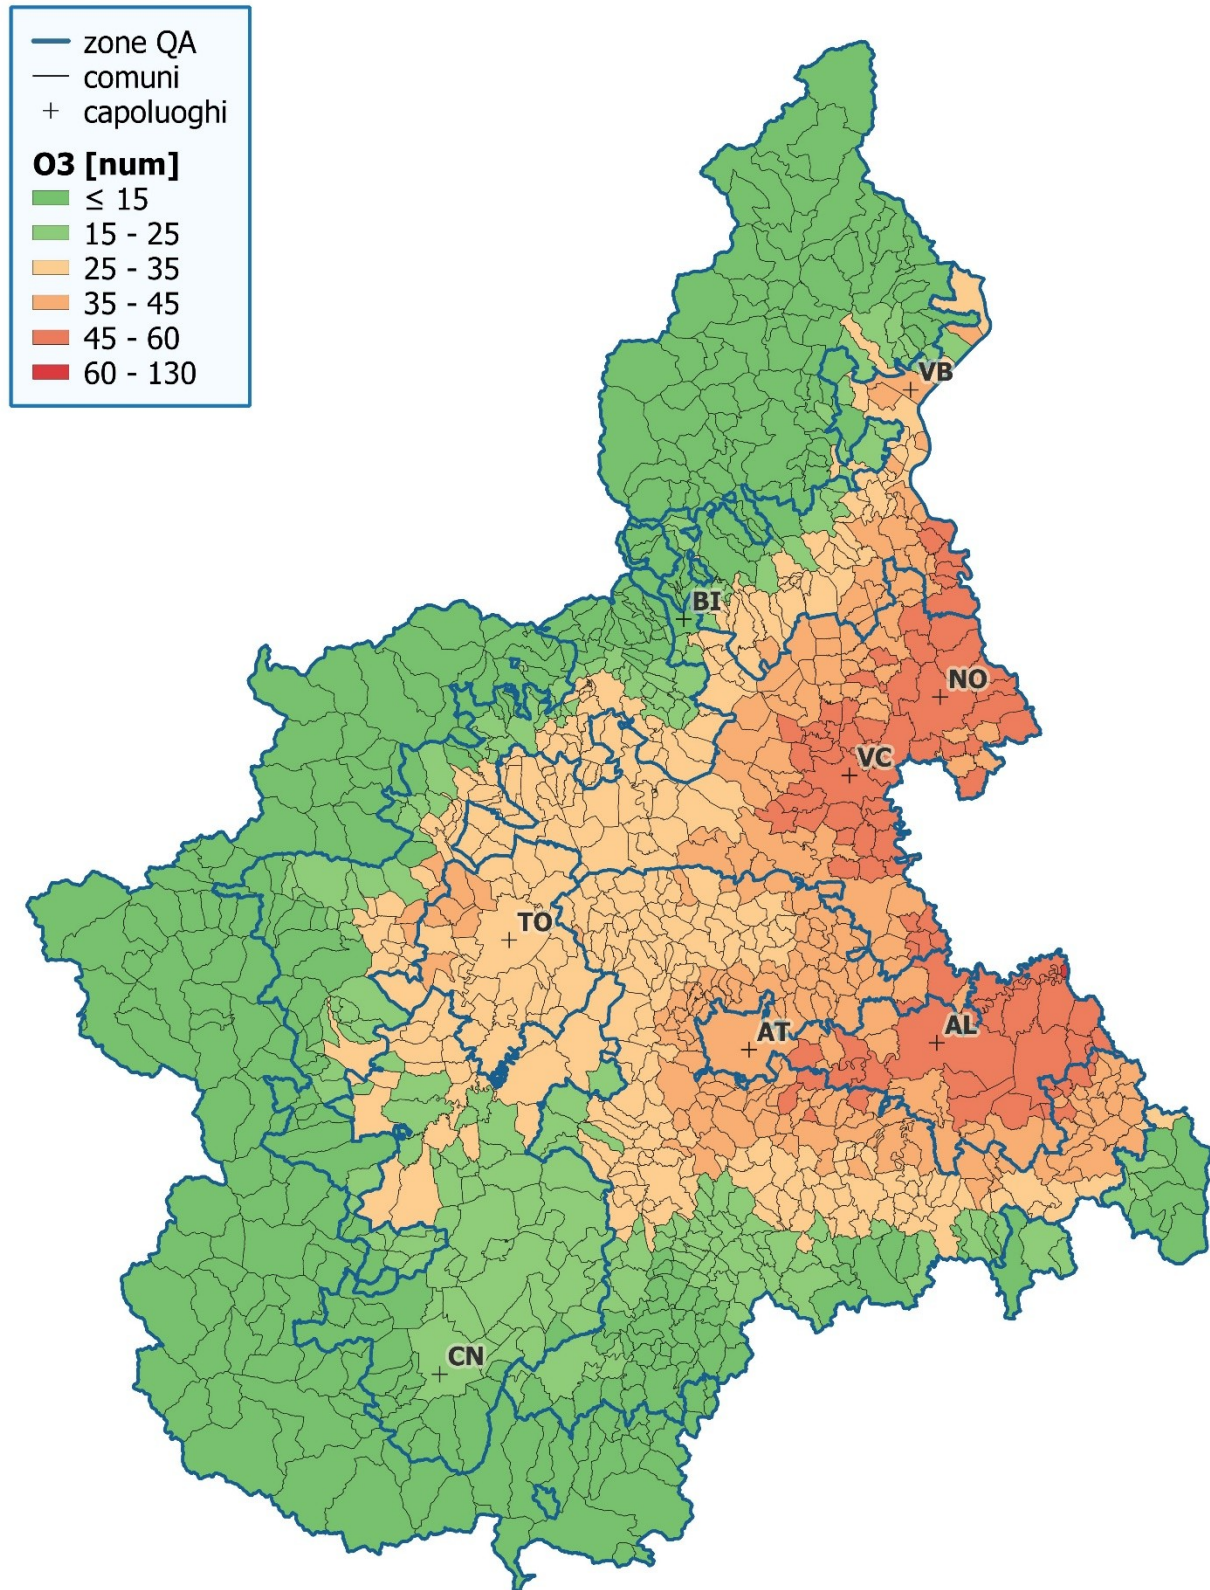 zone QA
comuni
capoluoghi
O3 [num]
≤ 15
15 - 25
25 - 35
35 - 45
45 - 60
60 - 130
VB
BI
NO
VC
TO
AT
AL
CN